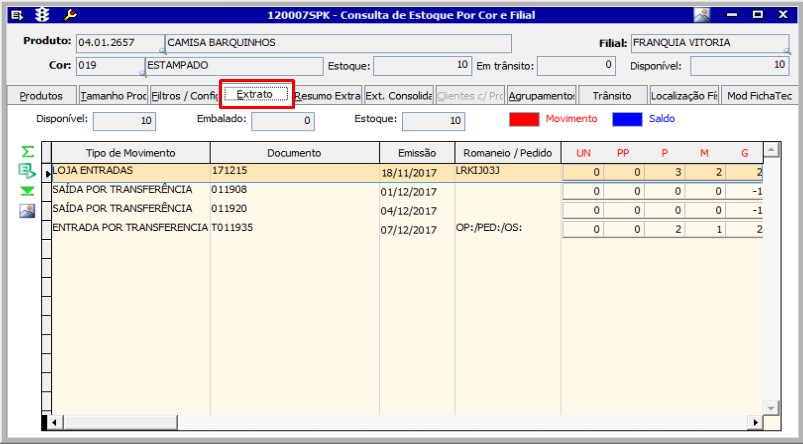 120007SPK - Consulta de Estoque Por Cor e Filial
Produto: 04.01.2657 CAMISA BARQUINHOS Filial: FRANQUIA VITORIA
Cor: 019 ESTAMPADO Estoque: 10 Em trânsito: 0 Disponível: 10
Produtos Tamanho Prod Filtros / Config Extrato Resumo Extra Ext. Consolida Clientes c/ Pro Agrupamentos Trânsito Localização Fí Mod FichaTec
Disponível: 10 Embalado: 0 Estoque: 10 Movimento Saldo
Tipo de Movimento Documento Emissão Romaneio / Pedido UN PP P M G
LOJA ENTRADAS 171215 18/11/2017 LRKIJ03J 0 0 3 2 2
SAÍDA POR TRANSFERÊNCIA 011908 01/12/2017 0 0 0 0 -1
SAÍDA POR TRANSFERÊNCIA 011920 04/12/2017 0 0 0 0 -1
ENTRADA POR TRANSFERENCIA T011935 07/12/2017 OP:/PED:/OS: 0 0 2 1 2